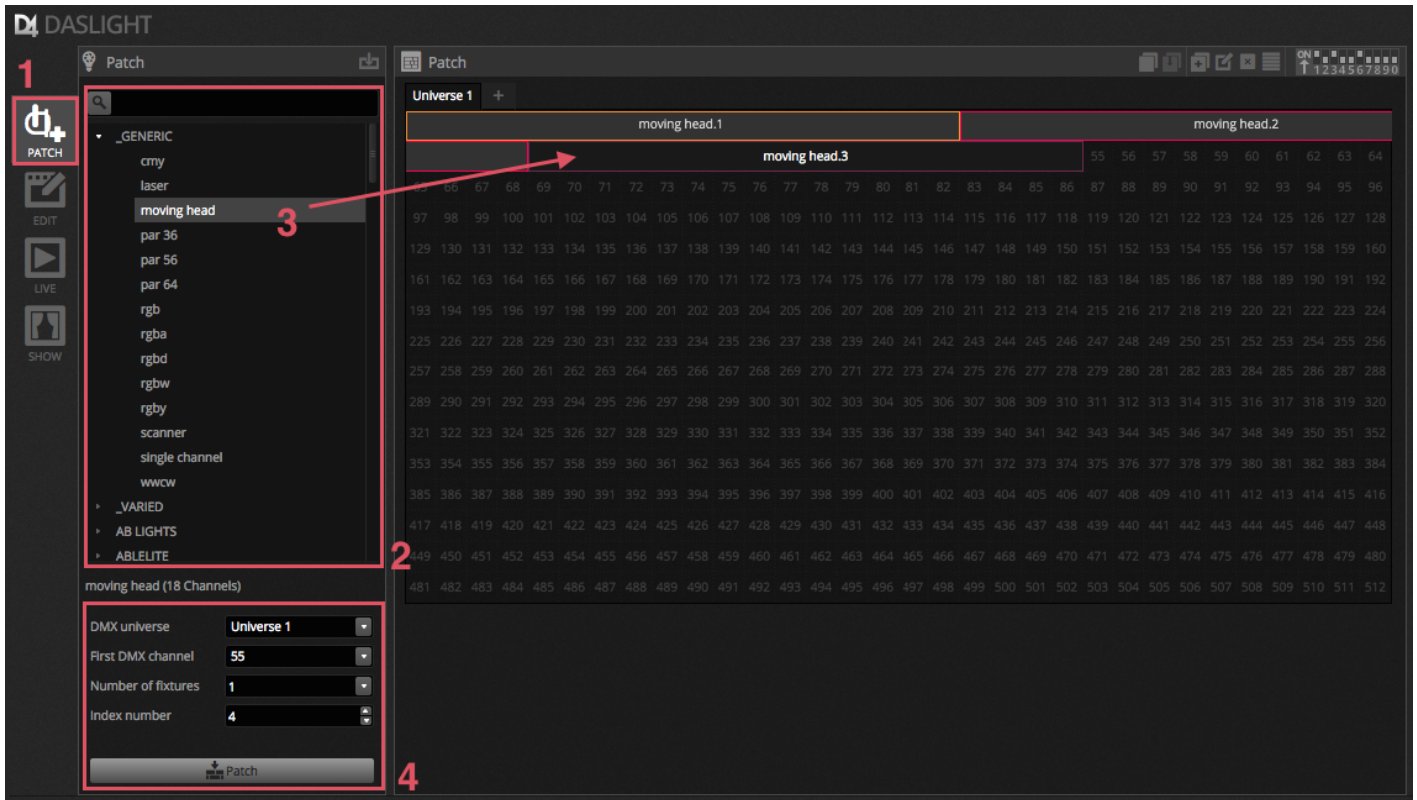 D4 DASLIGHT
1
PATCH
EDIT
LIVE
SHOW
Patch
_GENERIC
cmy
laser
moving head
3
par 36
par 56
par 64
rgb
rgba
rgbd
rgbw
rgby
scanner
single channel
wwcw
_VARIED
AB LIGHTS
ABLELITE
2
moving head (18 Channels)
DMX universe Universe 1
First DMX channel 55
Number of fixtures 1
Index number 4
Patch
4
Patch
ON
1234567890
Universe 1 +
moving head.1 moving head.2
moving head.3 55 56 57 58 59 60 61 62 63 64
65 66 67 68 69 70 71 72 73 74 75 76 77 78 79 80 81 82 83 84 85 86 87 88 89 90 91 92 93 94 95 96
97 98 99 100 101 102 103 104 105 106 107 108 109 110 111 112 113 114 115 116 117 118 119 120 121 122 123 124 125 126 127 128
129 130 131 132 133 134 135 136 137 138 139 140 141 142 143 144 145 146 147 148 149 150 151 152 153 154 155 156 157 158 159 160
161 162 163 164 165 166 167 168 169 170 171 172 173 174 175 176 177 178 179 180 181 182 183 184 185 186 187 188 189 190 191 192
193 194 195 196 197 198 199 200 201 202 203 204 205 206 207 208 209 210 211 212 213 214 215 216 217 218 219 220 221 222 223 224
225 226 227 228 229 230 231 232 233 234 235 236 237 238 239 240 241 242 243 244 245 246 247 248 249 250 251 252 253 254 255 256
257 258 259 260 261 262 263 264 265 266 267 268 269 270 271 272 273 274 275 276 277 278 279 280 281 282 283 284 285 286 287 288
289 290 291 292 293 294 295 296 297 298 299 300 301 302 303 304 305 306 307 308 309 310 311 312 313 314 315 316 317 318 319 320
321 322 323 324 325 326 327 328 329 330 331 332 333 334 335 336 337 338 339 340 341 342 343 344 345 346 347 348 349 350 351 352
353 354 355 356 357 358 359 360 361 362 363 364 365 366 367 368 369 370 371 372 373 374 375 376 377 378 379 380 381 382 383 384
385 386 387 388 389 390 391 392 393 394 395 396 397 398 399 400 401 402 403 404 405 406 407 408 409 410 411 412 413 414 415 416
417 418 419 420 421 422 423 424 425 426 427 428 429 430 431 432 433 434 435 436 437 438 439 440 441 442 443 444 445 446 447 448
449 450 451 452 453 454 455 456 457 458 459 460 461 462 463 464 465 466 467 468 469 470 471 472 473 474 475 476 477 478 479 480
481 482 483 484 485 486 487 488 489 490 491 492 493 494 495 496 497 498 499 500 501 502 503 504 505 506 507 508 509 510 511 512